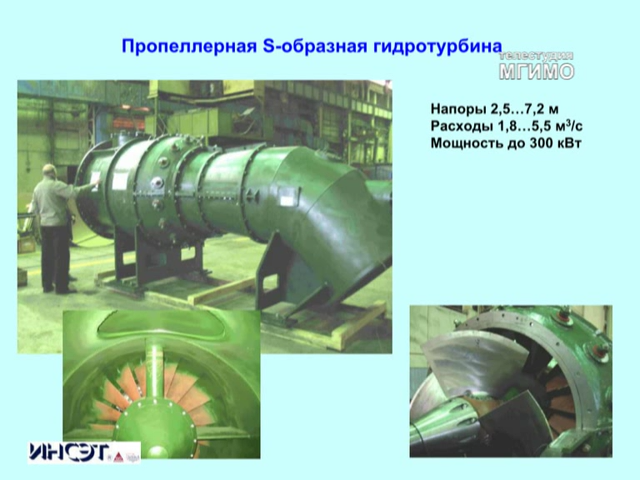 Пропеллерная S-образная гидротурбина
телестудия
МГИМО
Напоры 2,5…7,2 м
Расходы 1,8…5,5 м³/с
Мощность до 300 кВт
ИНСЭТ